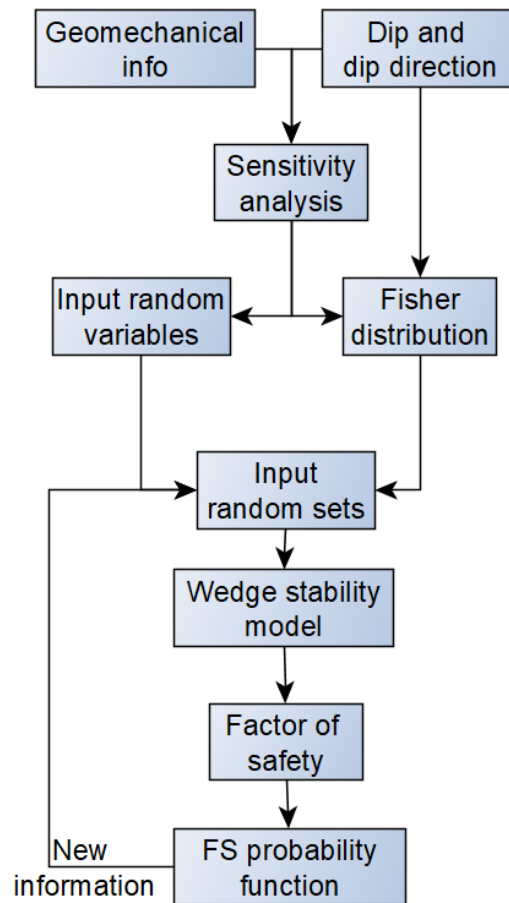 Geomechanical
info
Dip and
dip direction
Sensitivity
analysis
Input random
variables
Fisher
distribution
Input
random sets
Wedge stability
model
Factor of
safety
New
information
FS probability
function